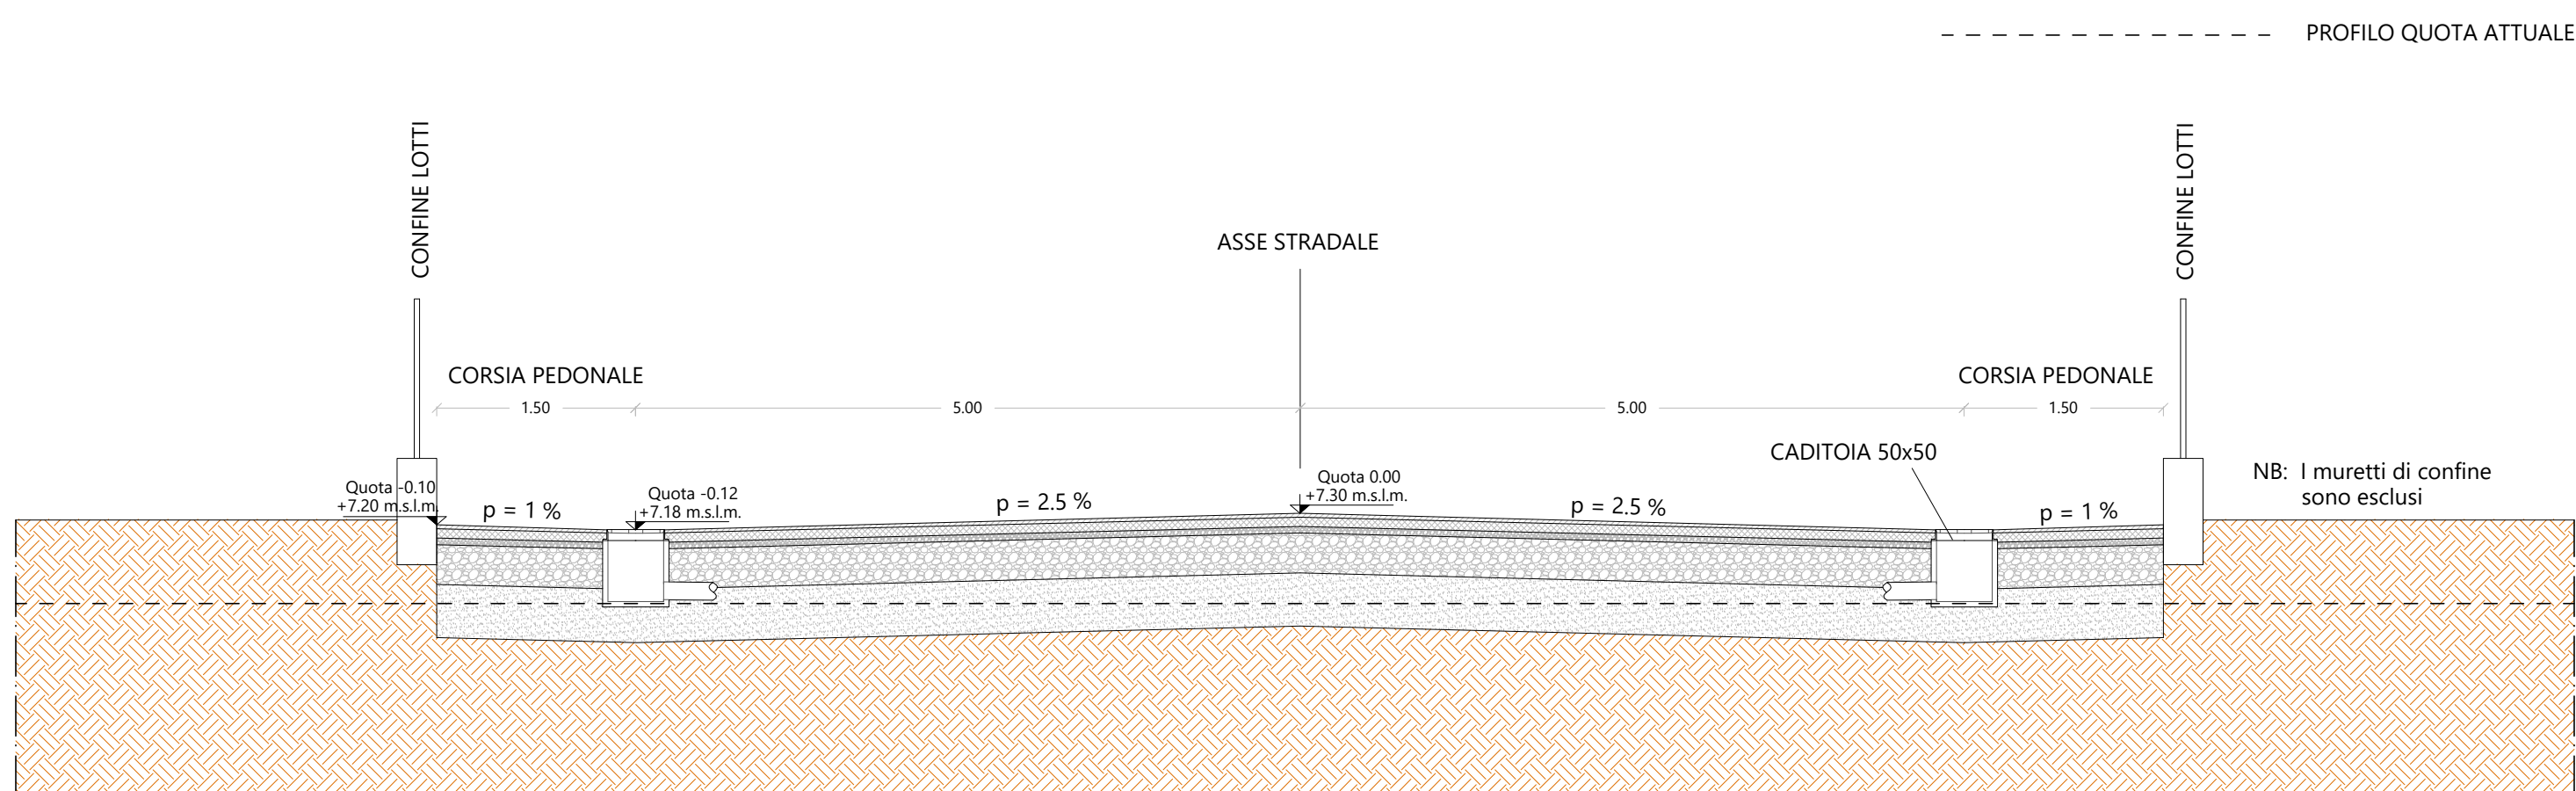 PROFILO QUOTA ATTUALE
CONFINE LOTTI
CONFINE LOTTI
ASSE STRADALE
CORSIA PEDONALE
CORSIA PEDONALE
1.50
5.00
5.00
1.50
CADITOIA 50x50
NB: I muretti di confine
sono esclusi
Quota -0.10
+7.20 m.s.l.m.
p = 1 %
Quota -0.12
+7.18 m.s.l.m.
p = 2.5 %
Quota 0.00
+7.30 m.s.l.m.
p = 2.5 %
p = 1 %